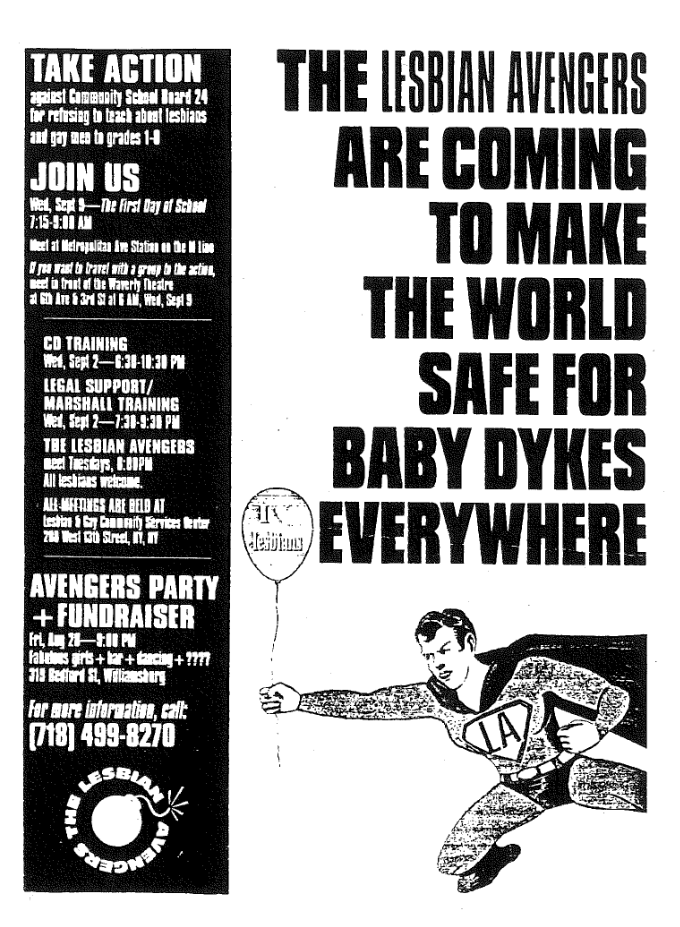 TAKE ACTION
against Community School Board 24
for refusing to teach about lesbians
and gay men to grades 1-8
JOIN US
Wed, Sept 9—The First Day of School
7:15-9:00 AM
Meet at Metropolitan Ave Station on the M Line
If you want to travel with a group to the action,
meet in front of the Waverly Theatre
at 6th Ave & 3rd St at 6 AM, Wed, Sept 9
CD TRAINING
Wed, Sept 2—6:30-10:30 PM
LEGAL SUPPORT/
MARSHALL TRAINING
Wed, Sept 2—7:30-9:30 PM
THE LESBIAN AVENGERS
meet Tuesdays, 8:00PM
All lesbians welcome.
ALL MEETINGS ARE HELD AT
Lesbian & Gay Community Services Center
208 West 13th Street, NY, NY
AVENGERS PARTY
+ FUNDRAISER
Fri, Aug 28—9:00 PM
Fabulous girls + bar + dancing + ????
319 Bedford St, Williamsburg
For more information, call:
(718) 499-8270
THE LESBIAN AVENGERS
THE LESBIAN AVENGERS
ARE COMING
TO MAKE
THE WORLD
SAFE FOR
BABY DYKES
EVERYWHERE
lesbians
LA